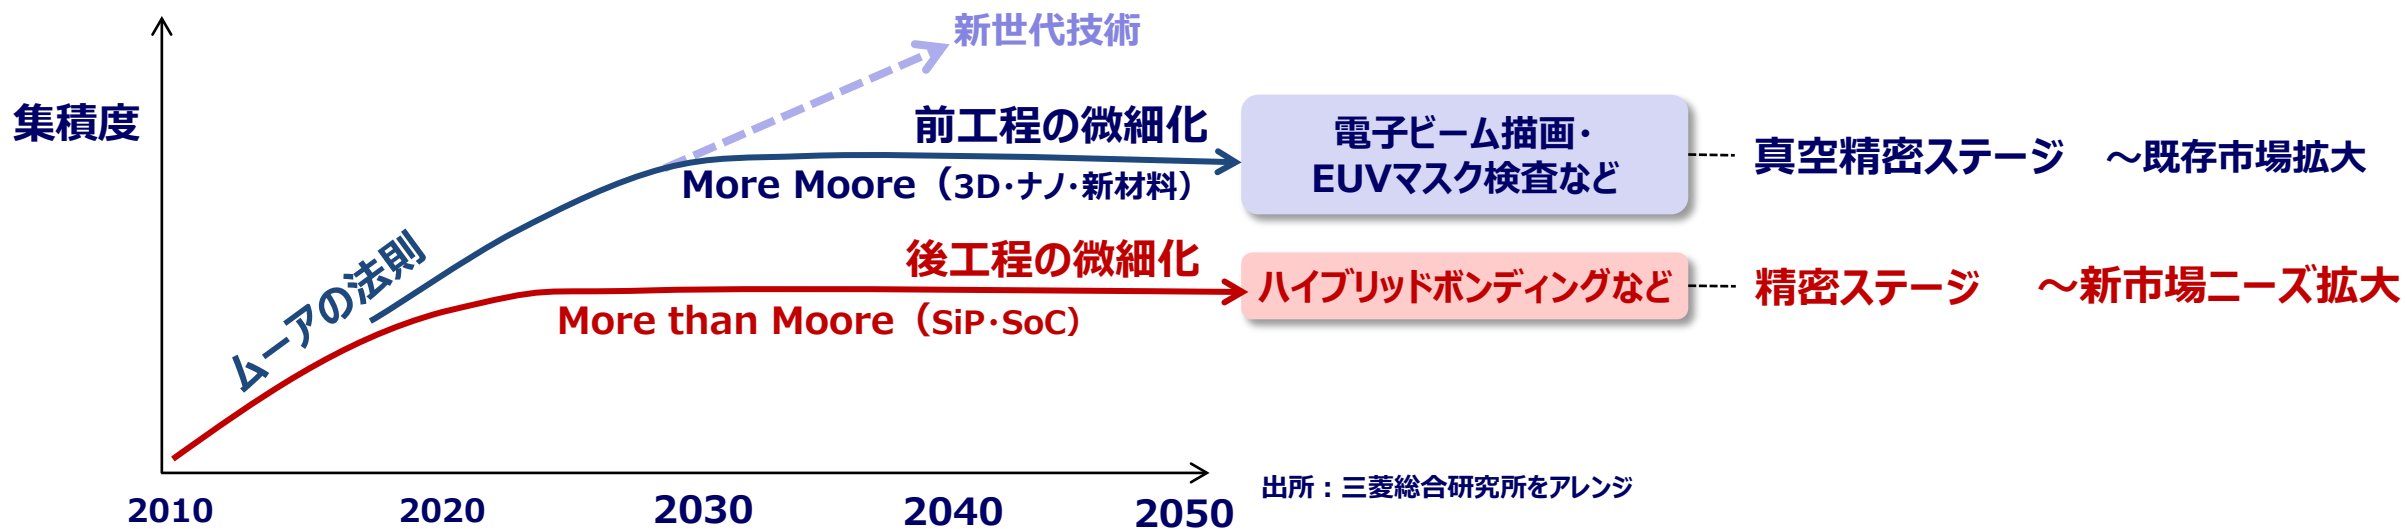 新世代技術
集積度
前工程の微細化
More Moore（3D・ナノ・新材料）
電子ビーム描画・
EUVマスク検査など
真空精密ステージ　～既存市場拡大
ムーアの法則
後工程の微細化
More than Moore（SiP・SoC）
ハイブリッドボンディングなど
精密ステージ　～新市場ニーズ拡大
出所：三菱総合研究所をアレンジ
2010 2020 2030 2040 2050